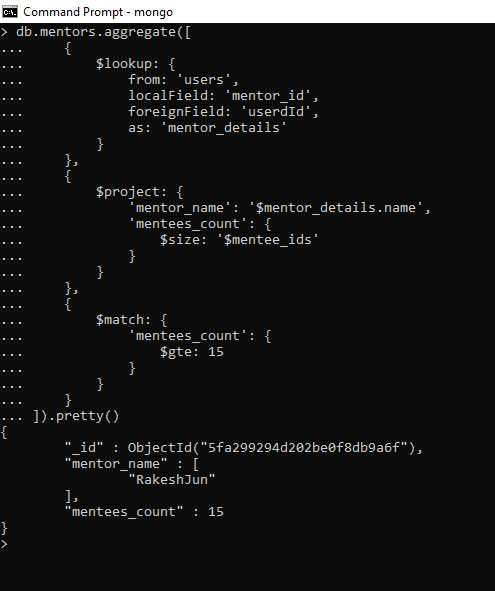 Command Prompt - mongo
> db.mentors.aggregate([
...     {
...         $lookup: {
...             from: 'users',
...             localField: 'mentor_id',
...             foreignField: 'userdId',
...             as: 'mentor_details'
...         }
...     },
...     {
...         $project: {
...             'mentor_name': '$mentor_details.name',
...             'mentees_count': {
...                 $size: '$mentee_ids'
...             }
...         }
...     },
...     {
...         $match: {
...             'mentees_count': {
...                 $gte: 15
...             }
...         }
...     }
... ]).pretty()
{
        "_id" : ObjectId("5fa299294d202be0f8db9a6f"),
        "mentor_name" : [
                "RakeshJun"
        ],
        "mentees_count" : 15
}
>